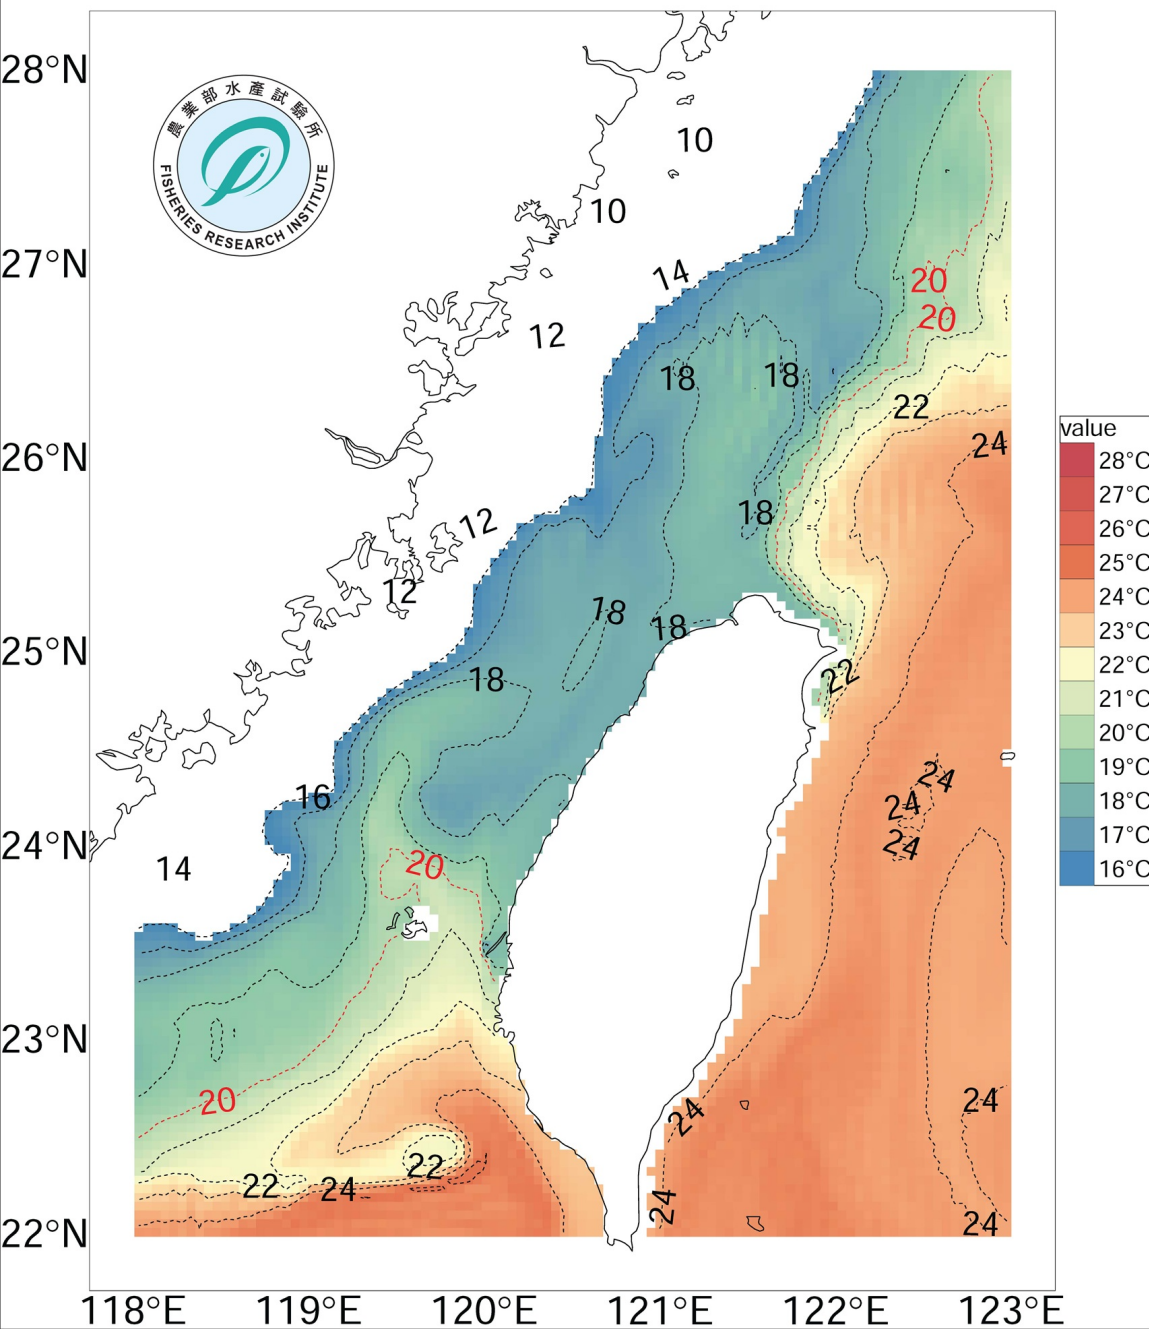 28°N
27°N
26°N
25°N
24°N
23°N
22°N
農業部水產試驗所
FISHERIES RESEARCH INSTITUTE
10
10
14
12
20
20
18
18
22
24
12
18
12
18
18
22
18
16
24
24
24
14
20
20
24
24
22
22
24
24
24
118°E
119°E
120°E
121°E
122°E
123°E
value
28°C
27°C
26°C
25°C
24°C
23°C
22°C
21°C
20°C
19°C
18°C
17°C
16°C